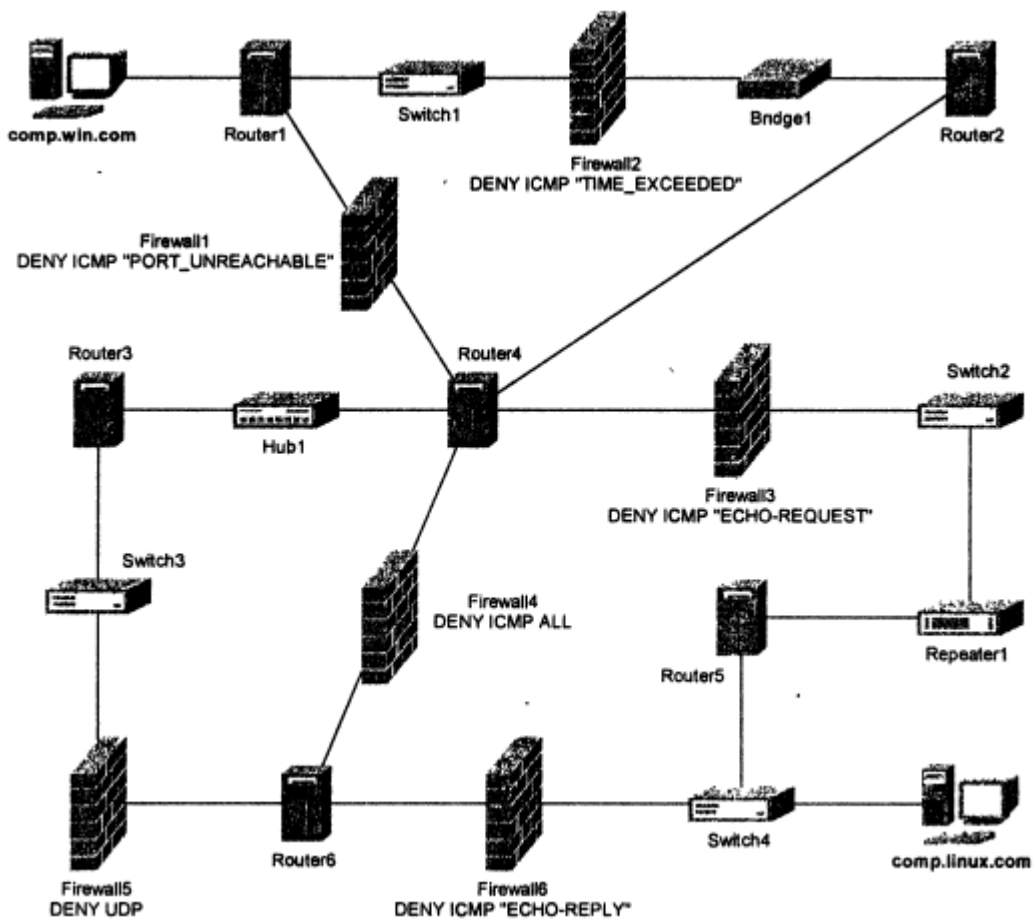 comp.win.com
Router1
Switch1
Firewall2
DENY ICMP "TIME_EXCEEDED"
Bndge1
Router2
Firewall1
DENY ICMP "PORT_UNREACHABLE"
Router3
Hub1
Router4
Switch2
Firewall3
DENY ICMP "ECHO-REQUEST"
Switch3
Firewall4
DENY ICMP ALL
Router5
Repeater1
Firewall5
DENY UDP
Router6
Firewall6
DENY ICMP "ECHO-REPLY"
Switch4
comp.linux.com